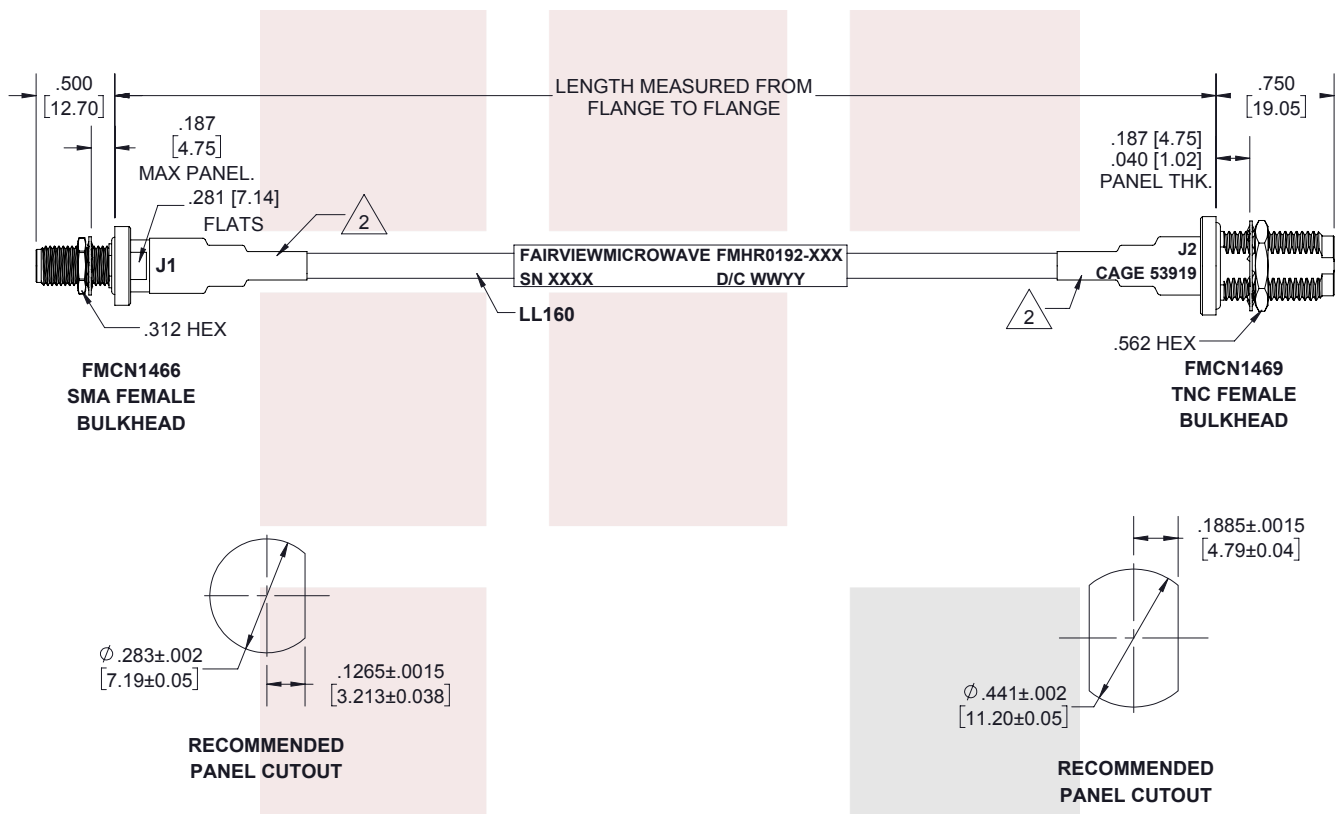 .500
[12.70]
LENGTH MEASURED FROM
FLANGE TO FLANGE
.750
[19.05]
.187
[4.75]
MAX PANEL.
.281 [7.14]
FLATS
2
.187 [4.75]
.040 [1.02]
PANEL THK.
J1
FAIRVIEWMICROWAVE FMHR0192-XXX
SN XXXX D/C WWYY
J2
CAGE 53919
LL160
2
.312 HEX
.562 HEX
FMCN1466
SMA FEMALE
BULKHEAD
FMCN1469
TNC FEMALE
BULKHEAD
∅ .283±.002
[7.19±0.05]
.1265±.0015
[3.213±0.038]
RECOMMENDED
PANEL CUTOUT
.1885±.0015
[4.79±0.04]
∅ .441±.002
[11.20±0.05]
RECOMMENDED
PANEL CUTOUT